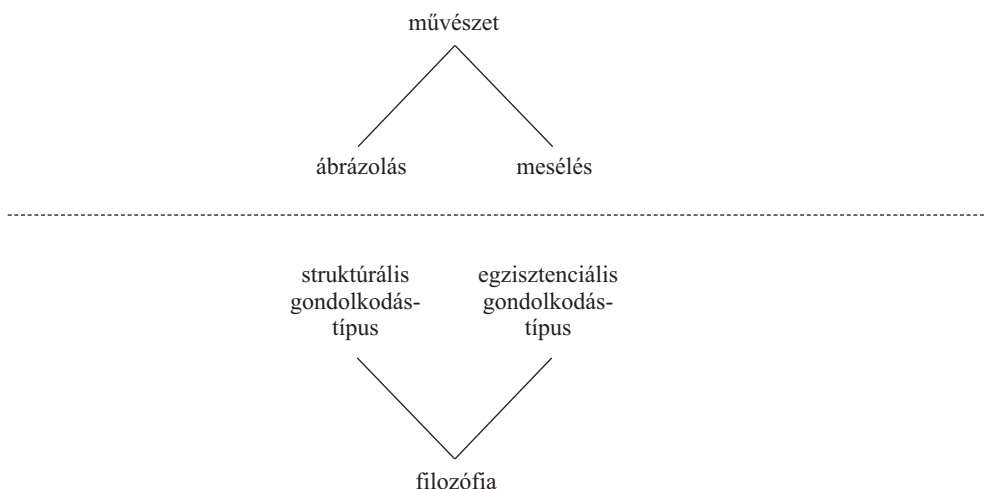 művészet
ábrázolás mesélés
struktúrális egzisztenciális
gondolkodás- gondolkodás-
típus típus
filozófia